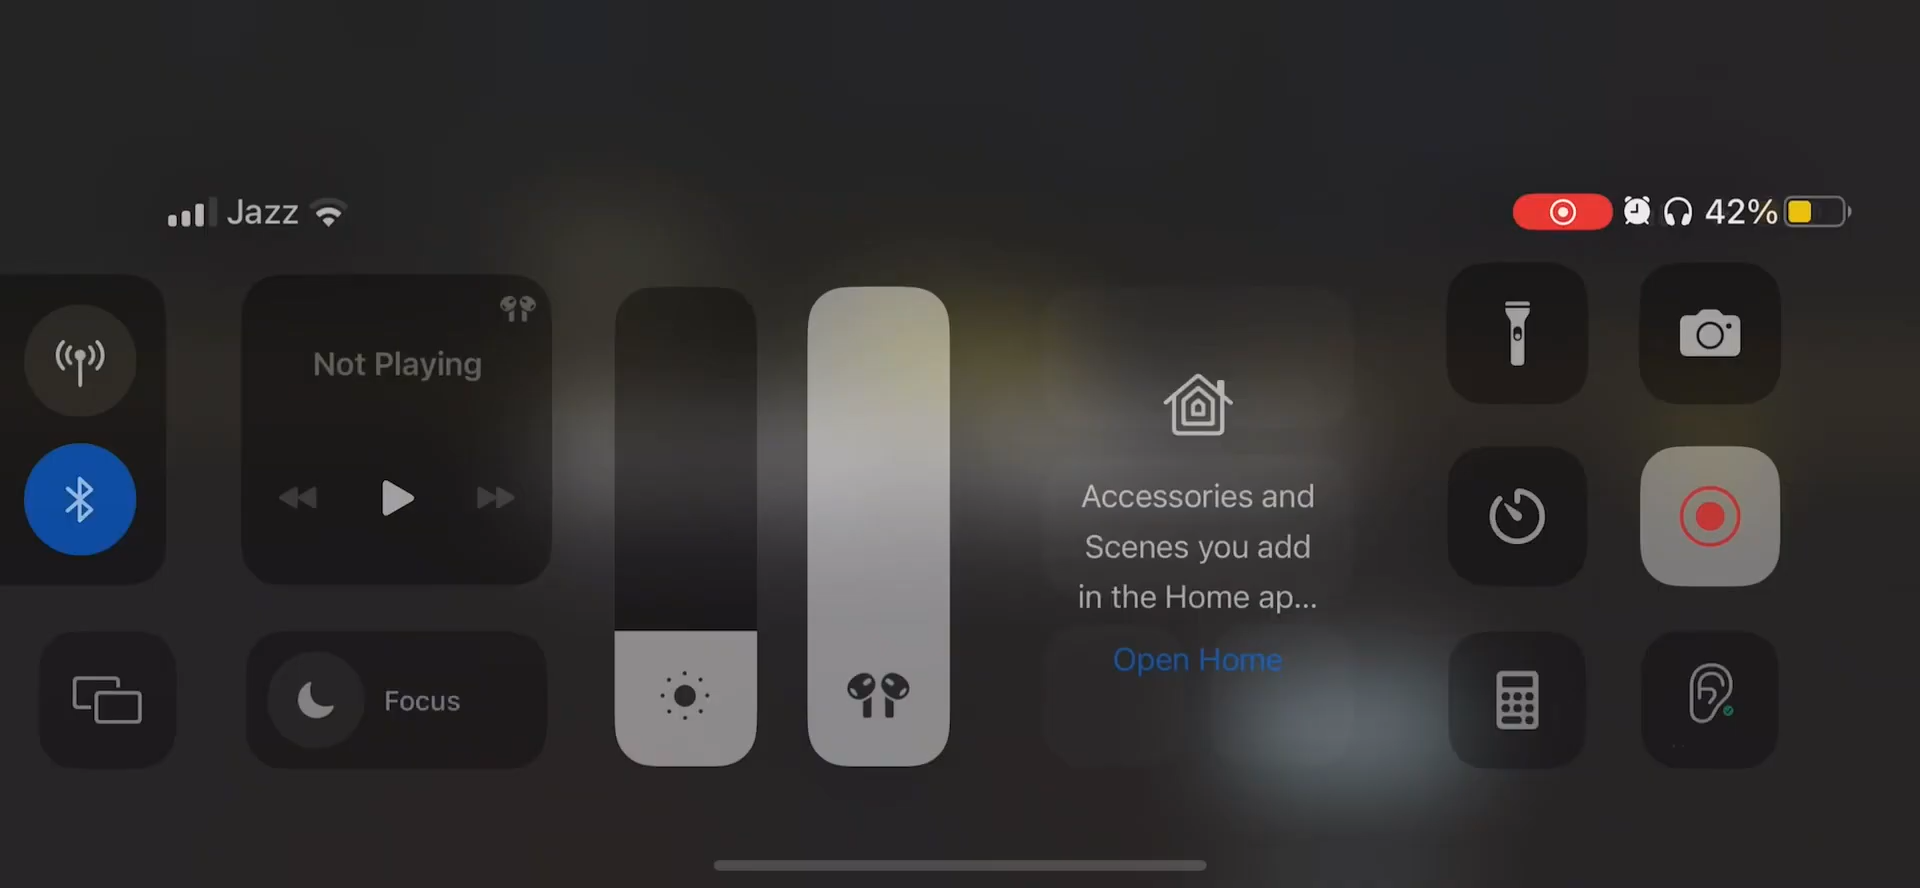 Jazz
42%
Not Playing
Focus
Accessories and
Scenes you add
in the Home ap...
Open Home